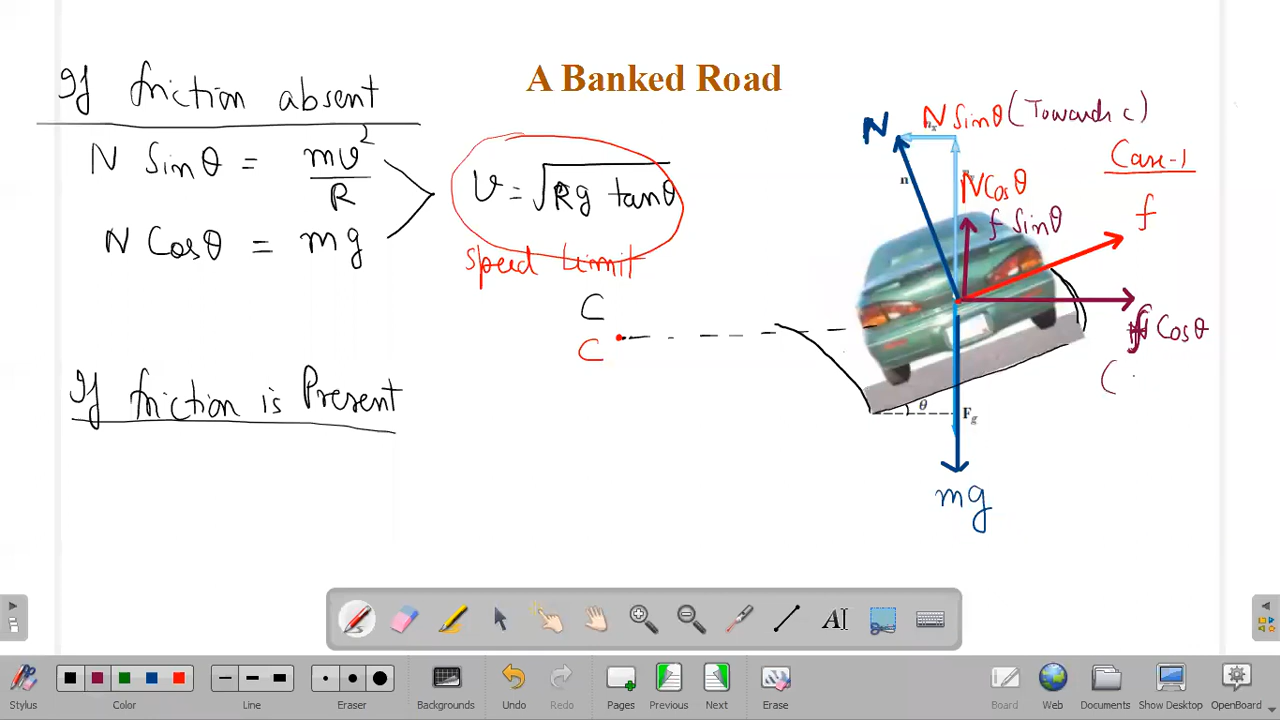 A Banked Road
If friction absent
N Sinθ = mv²/R
N Cosθ = mg
v = √Rg tanθ
Speed Limit
If friction is Present
C
C
N
N Sinθ (Towards C)
n
N Cosθ
f Sinθ
Case-1
f
f Cosθ
(
θ
Fg
mg
Stylus
Color
Line
Eraser
Backgrounds
Undo
Redo
Pages
Previous
Next
Erase
Board
Web
Documents
Show Desktop
OpenBoard